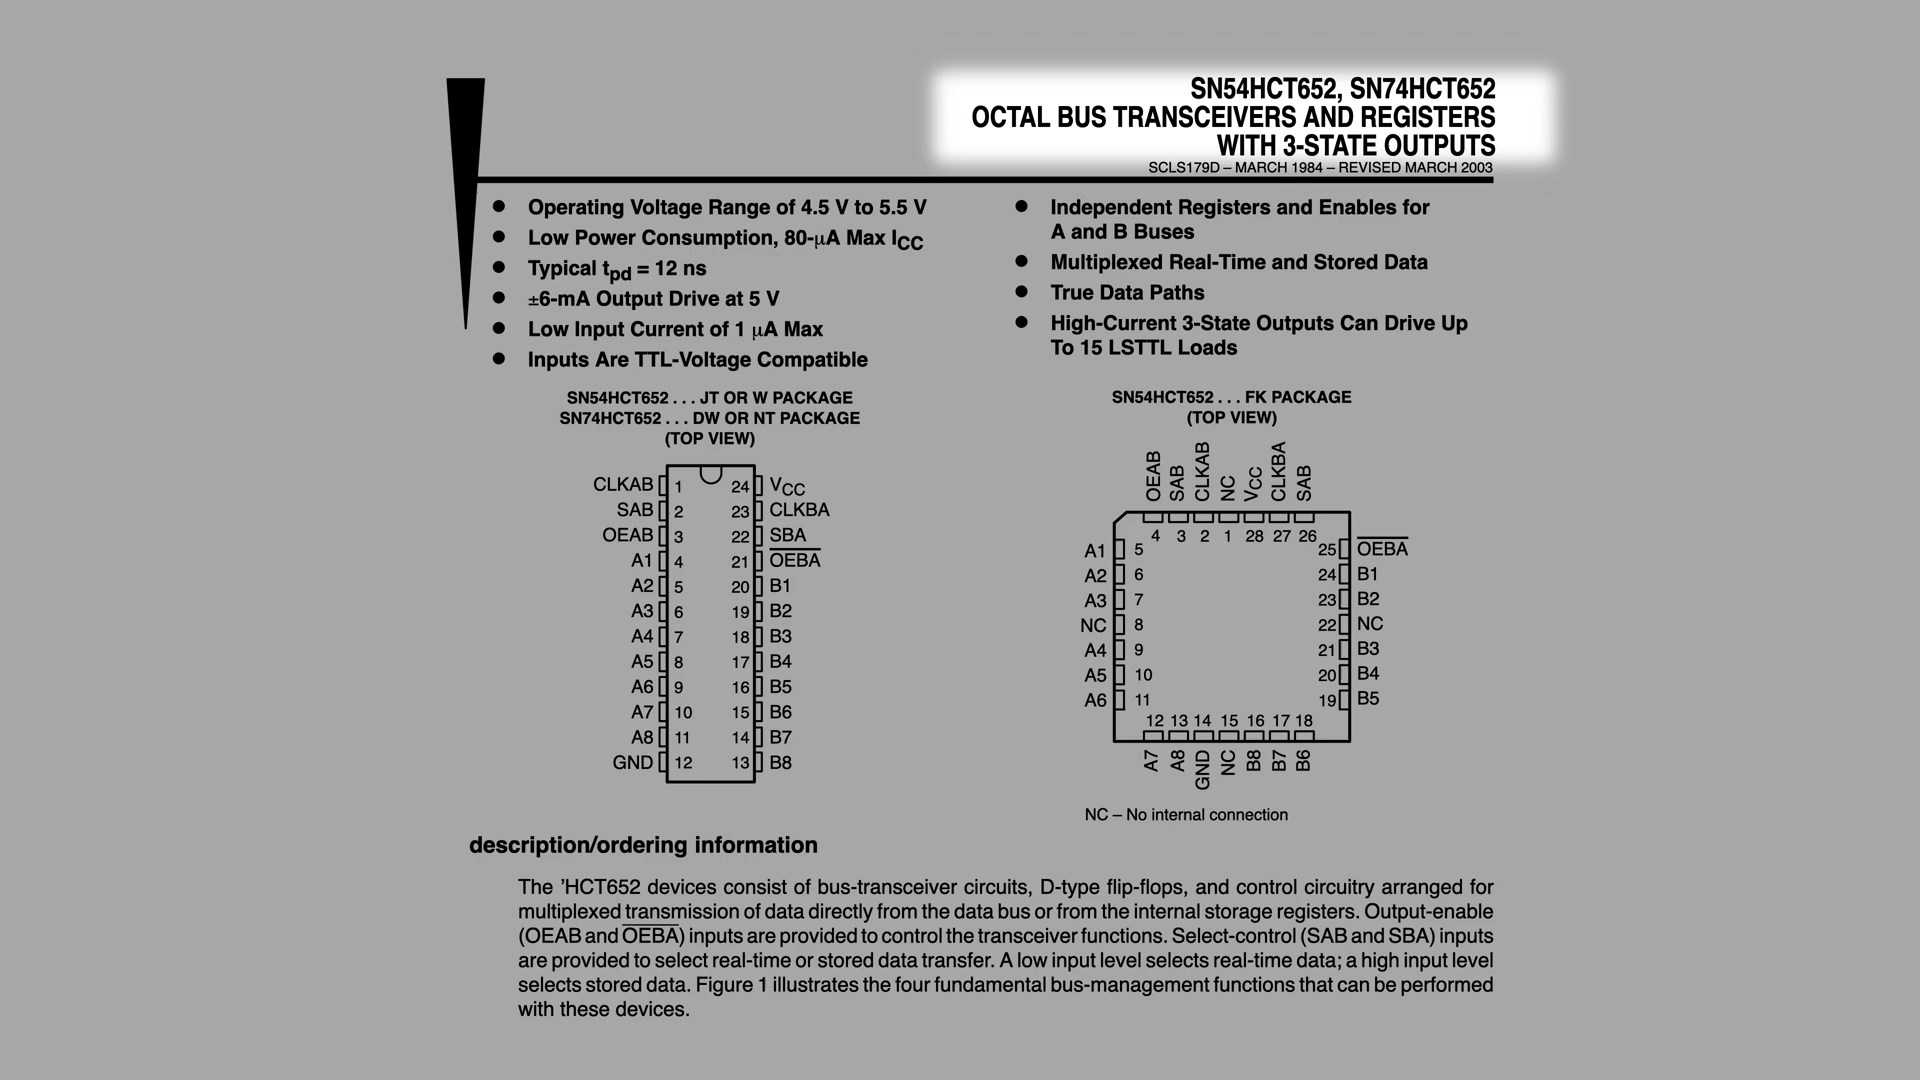 SN54HCT652, SN74HCT652
OCTAL BUS TRANSCEIVERS AND REGISTERS
WITH 3-STATE OUTPUTS
SCLS179D – MARCH 1984 – REVISED MARCH 2003
● Operating Voltage Range of 4.5 V to 5.5 V
● Low Power Consumption, 80-μA Max ICC
● Typical tpd = 12 ns
● ±6-mA Output Drive at 5 V
● Low Input Current of 1 μA Max
● Inputs Are TTL-Voltage Compatible
● Independent Registers and Enables for
A and B Buses
● Multiplexed Real-Time and Stored Data
● True Data Paths
● High-Current 3-State Outputs Can Drive Up
To 15 LSTTL Loads
SN54HCT652 . . . JT OR W PACKAGE
SN74HCT652 . . . DW OR NT PACKAGE
(TOP VIEW)
CLKAB 1 24 VCC
SAB 2 23 CLKBA
OEAB 3 22 SBA
A1 4 21 O̅E̅B̅A̅
A2 5 20 B1
A3 6 19 B2
A4 7 18 B3
A5 8 17 B4
A6 9 16 B5
A7 10 15 B6
A8 11 14 B7
GND 12 13 B8
SN54HCT652 . . . FK PACKAGE
(TOP VIEW)
OEAB SAB CLKAB NC VCC CLKBA SAB
4 3 2 1 28 27 26
A1 5 25 O̅E̅B̅A̅
A2 6 24 B1
A3 7 23 B2
NC 8 22 NC
A4 9 21 B3
A5 10 20 B4
A6 11 19 B5
12 13 14 15 16 17 18
A7 A8 GND NC B8 B7 B6
NC – No internal connection
description/ordering information
The ’HCT652 devices consist of bus-transceiver circuits, D-type flip-flops, and control circuitry arranged for
multiplexed transmission of data directly from the data bus or from the internal storage registers. Output-enable
(OEAB and O̅E̅B̅A̅) inputs are provided to control the transceiver functions. Select-control (SAB and SBA) inputs
are provided to select real-time or stored data transfer. A low input level selects real-time data; a high input level
selects stored data. Figure 1 illustrates the four fundamental bus-management functions that can be performed
with these devices.